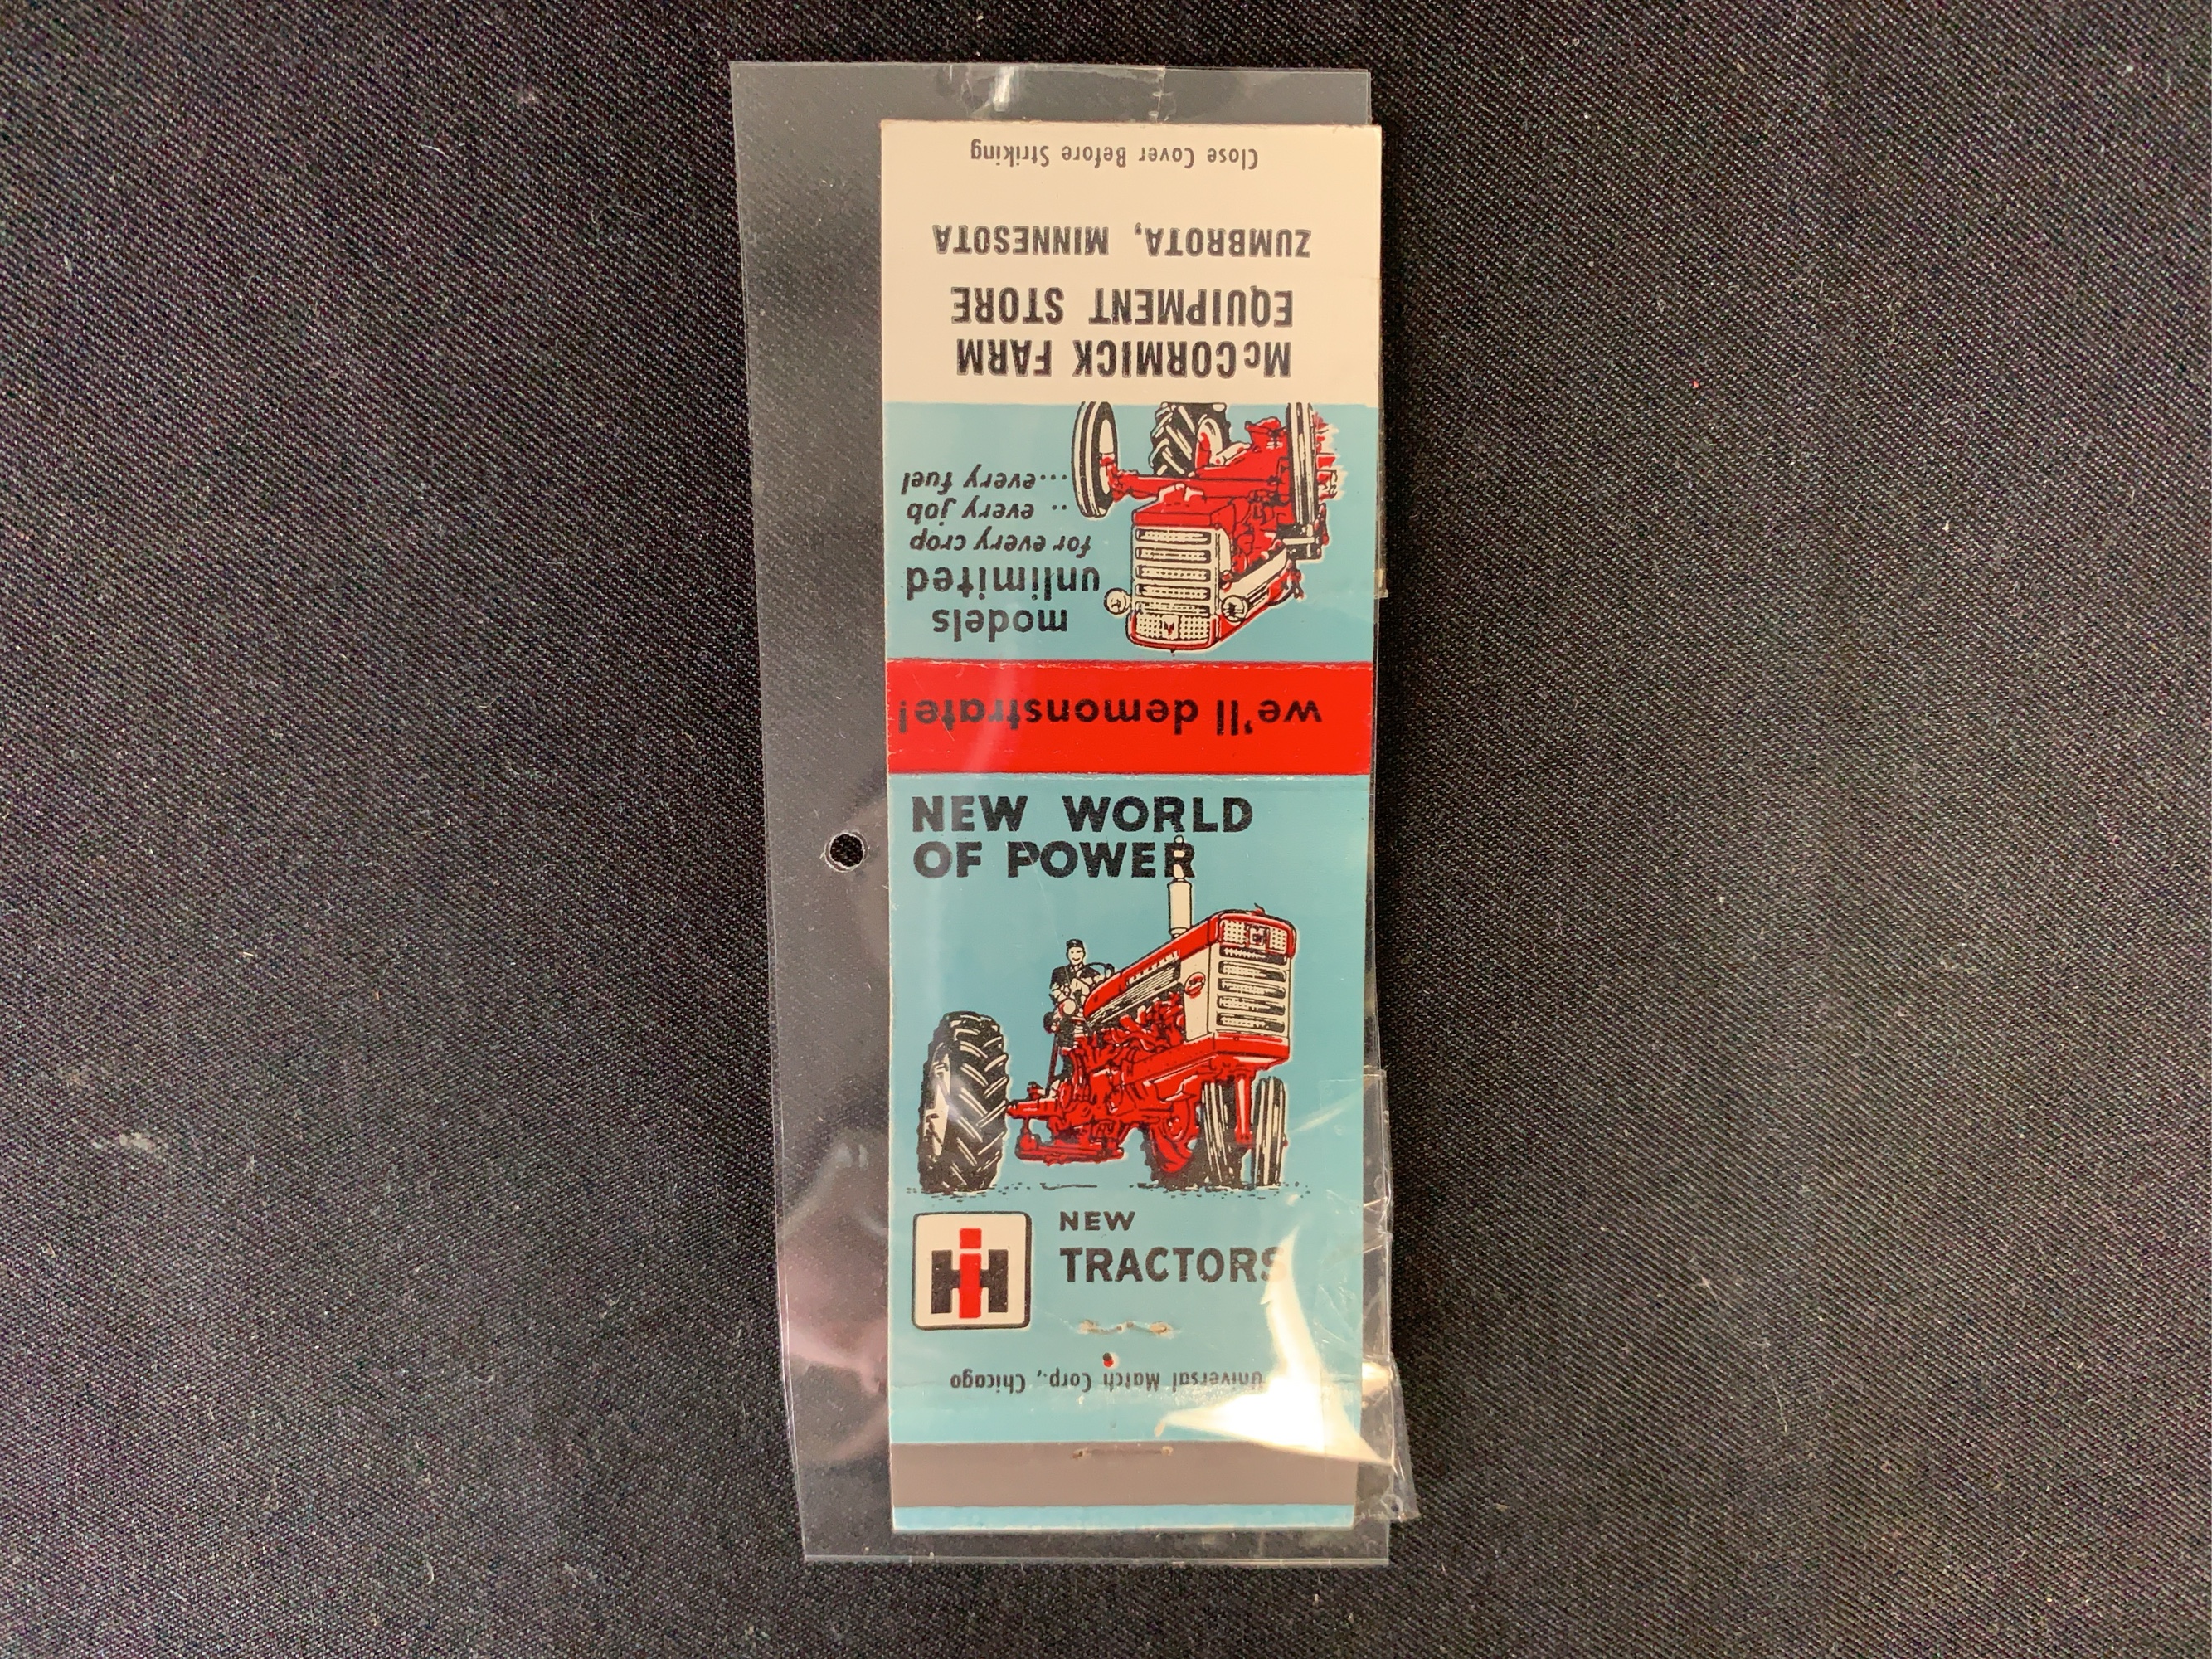 Close Cover Before Striking
McCORMICK FARM
EQUIPMENT STORE
ZUMBROTA, MINNESOTA
models
unlimited
for every crop
.. every job
...every fuel
we'll demonstrate!
NEW WORLD
OF POWER
IH
NEW
TRACTORS
Universal Match Corp., Chicago